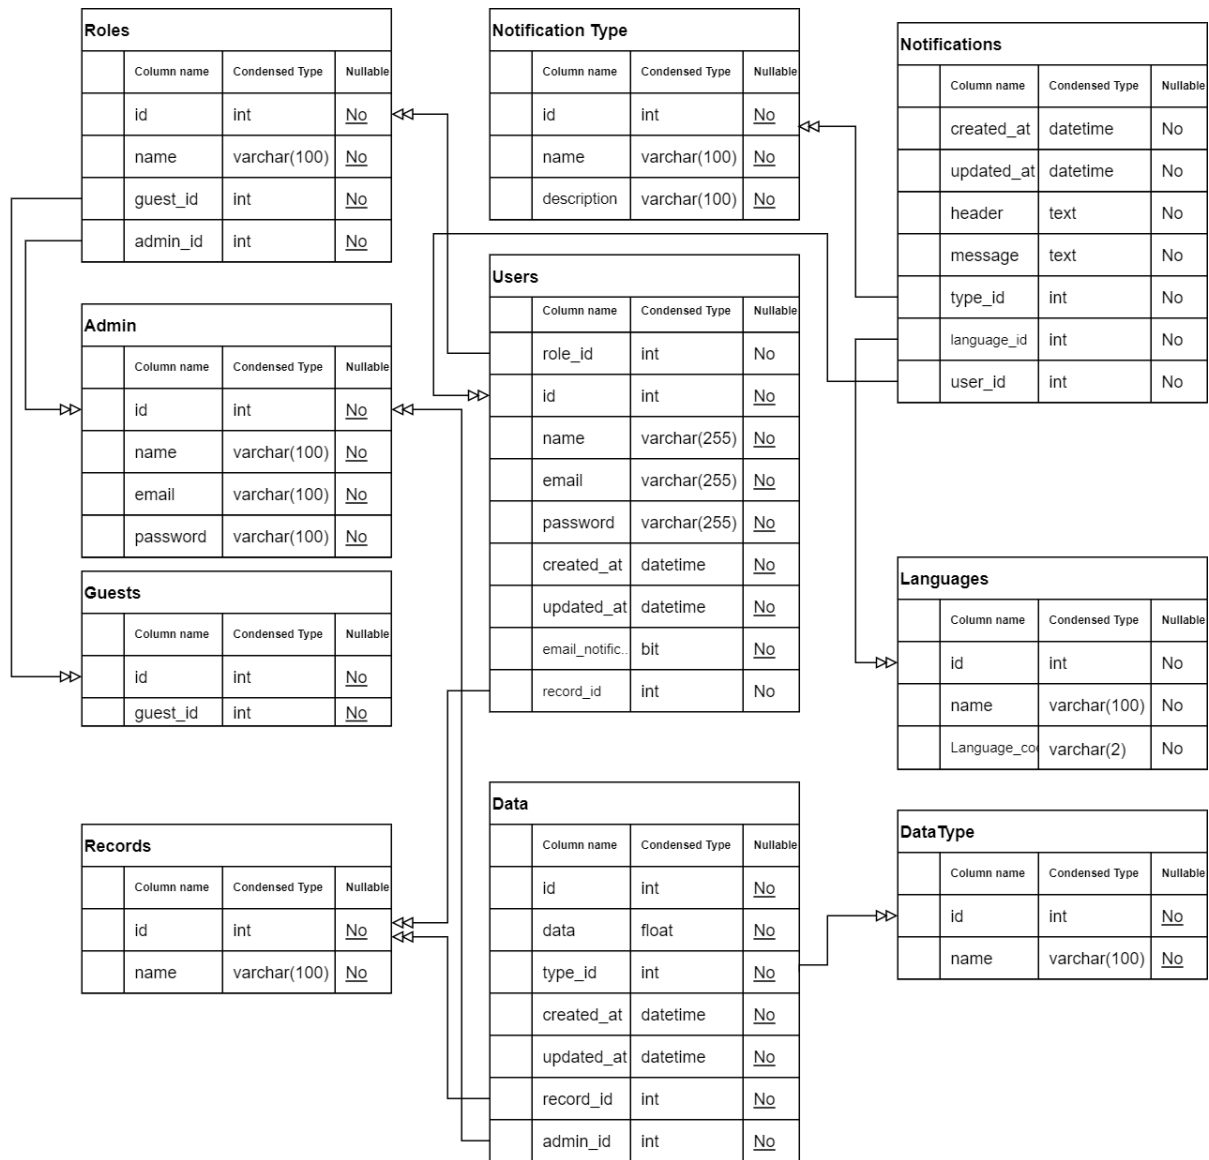 Roles
Column name Condensed Type Nullable
id int No
name varchar(100) No
guest_id int No
admin_id int No
Admin
Column name Condensed Type Nullable
id int No
name varchar(100) No
email varchar(100) No
password varchar(100) No
Guests
Column name Condensed Type Nullable
id int No
guest_id int No
Records
Column name Condensed Type Nullable
id int No
name varchar(100) No
Notification Type
Column name Condensed Type Nullable
id int No
name varchar(100) No
description varchar(100) No
Users
Column name Condensed Type Nullable
role_id int No
id int No
name varchar(255) No
email varchar(255) No
password varchar(255) No
created_at datetime No
updated_at datetime No
email_notific.. bit No
record_id int No
Data
Column name Condensed Type Nullable
id int No
data float No
type_id int No
created_at datetime No
updated_at datetime No
record_id int No
admin_id int No
Notifications
Column name Condensed Type Nullable
created_at datetime No
updated_at datetime No
header text No
message text No
type_id int No
language_id int No
user_id int No
Languages
Column name Condensed Type Nullable
id int No
name varchar(100) No
Language_co varchar(2) No
DataType
Column name Condensed Type Nullable
id int No
name varchar(100) No